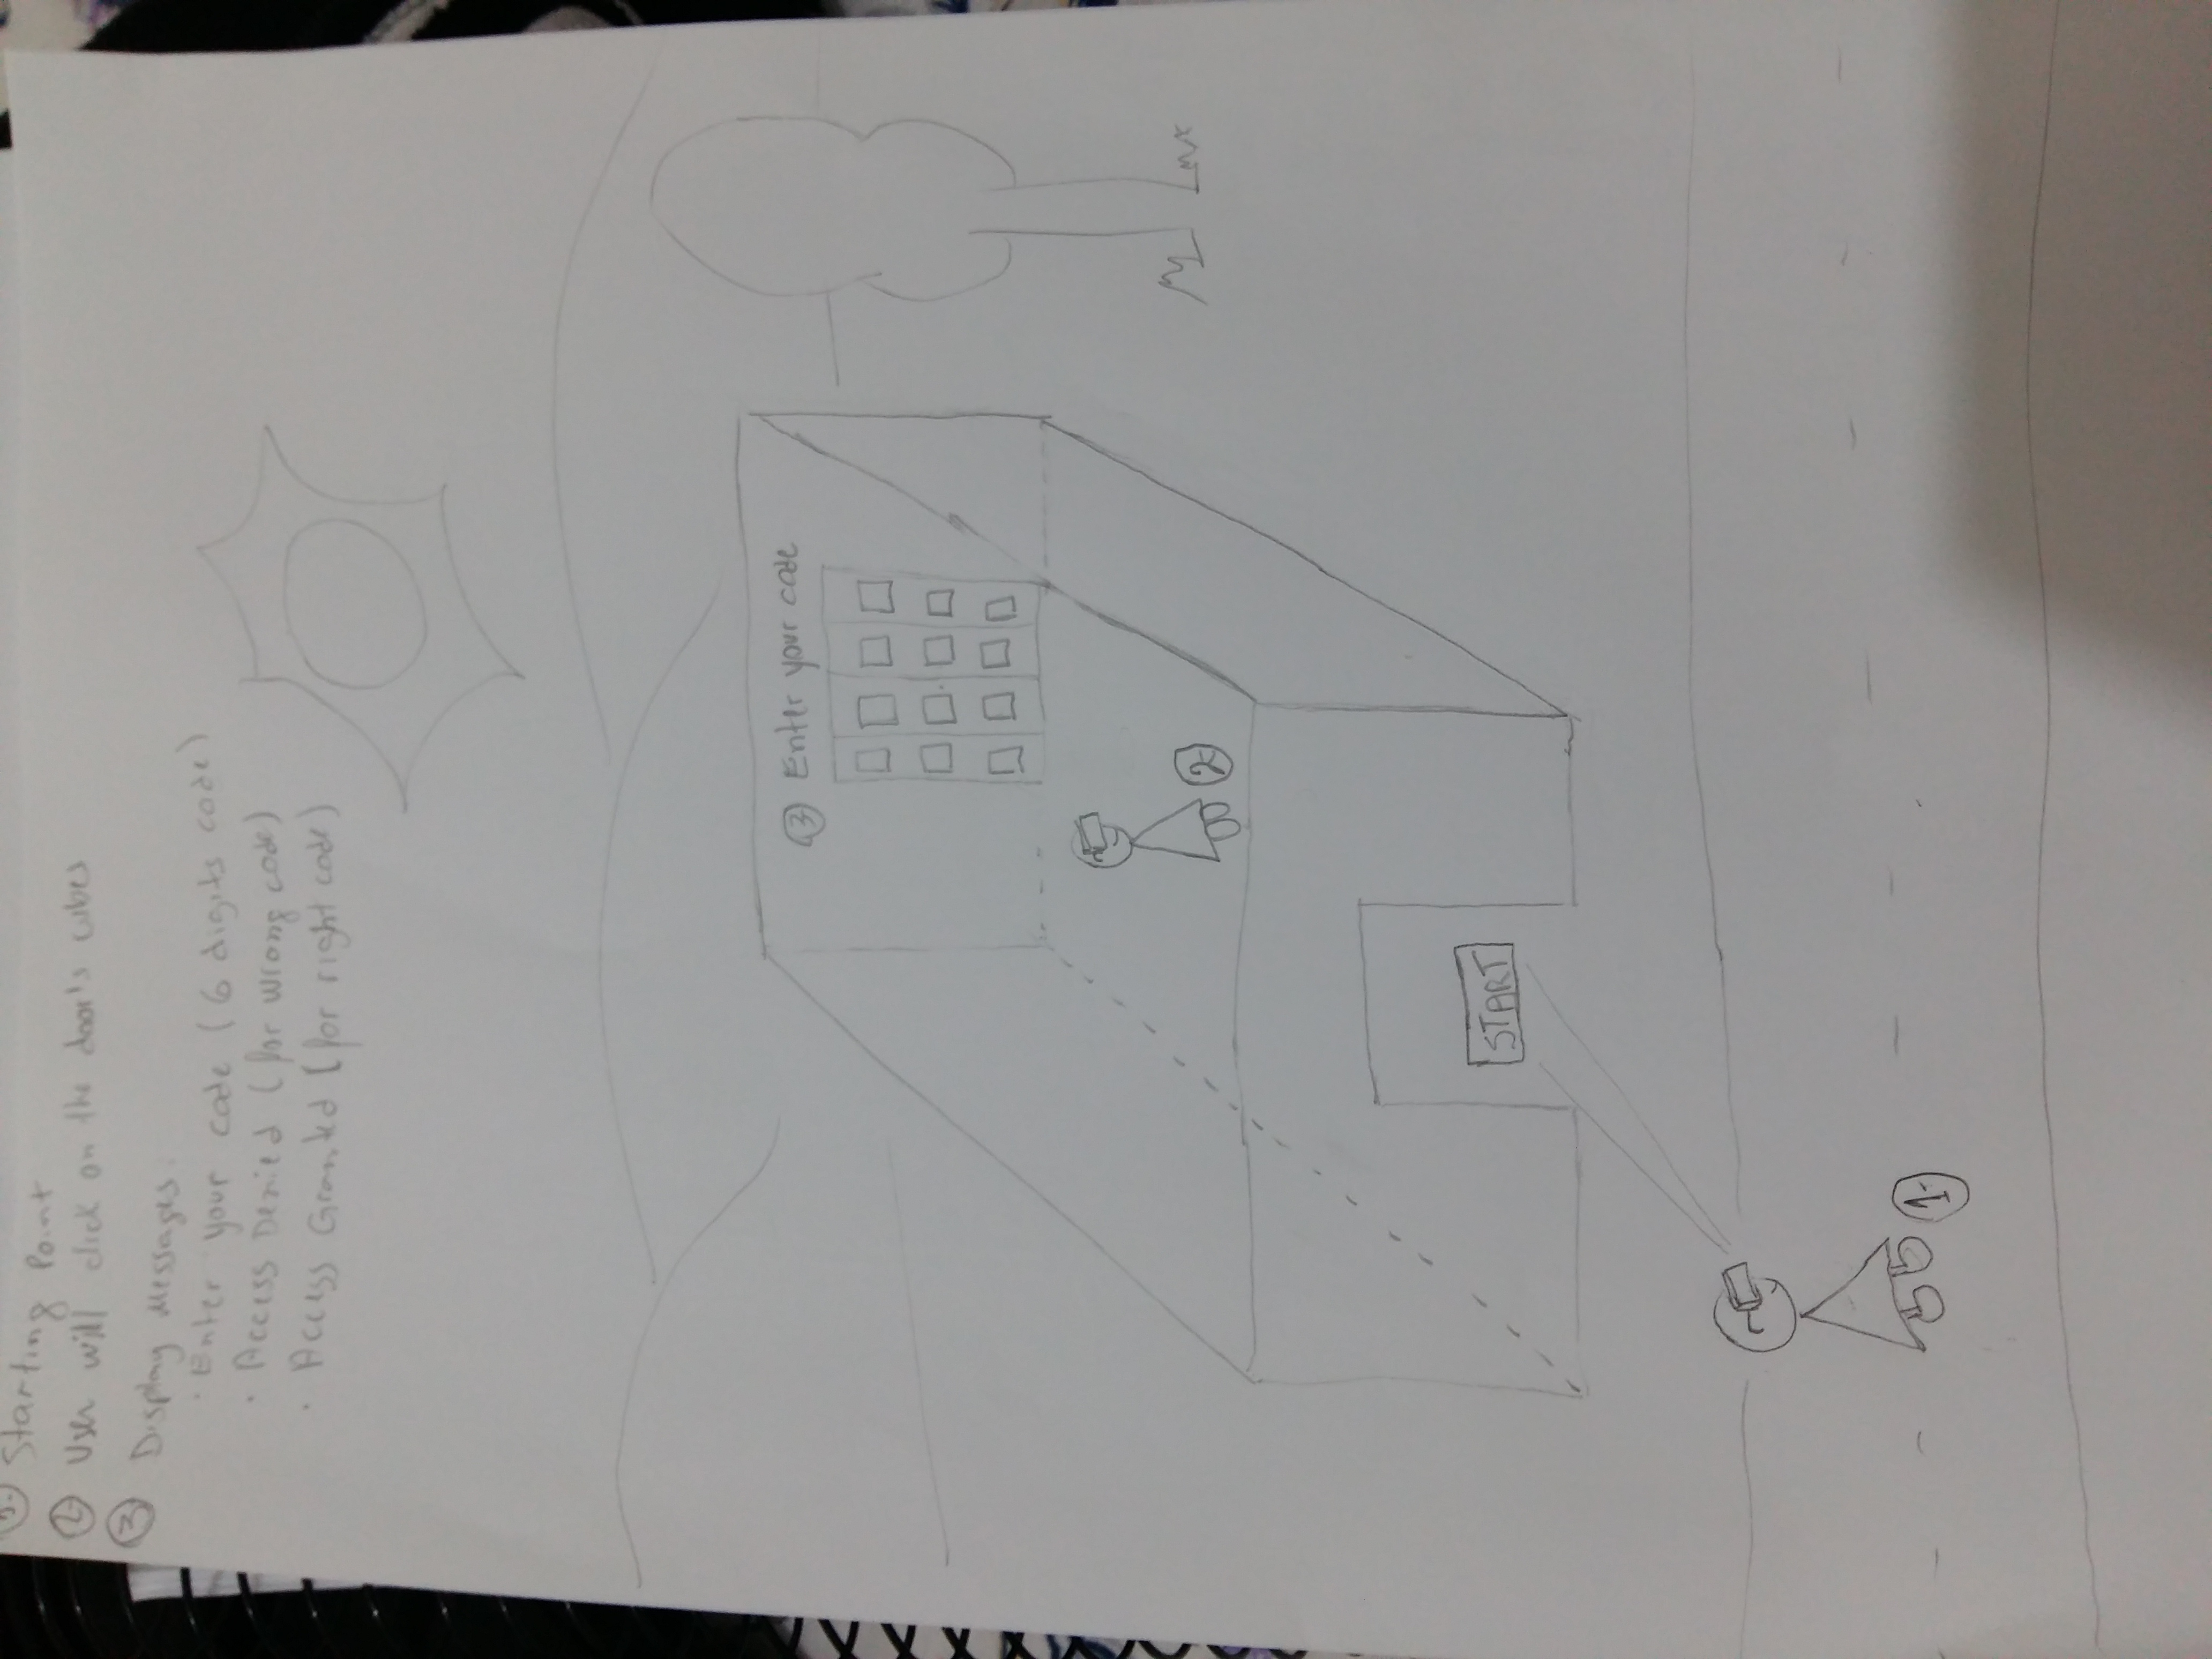 1- Starting Point
2- User will click on the door's cubes
3 Display Messages:
· Enter your code (6 digits code)
· Access Denied (for wrong code)
· Access Granted (for right code)
3- Enter your code
2-
START
1-